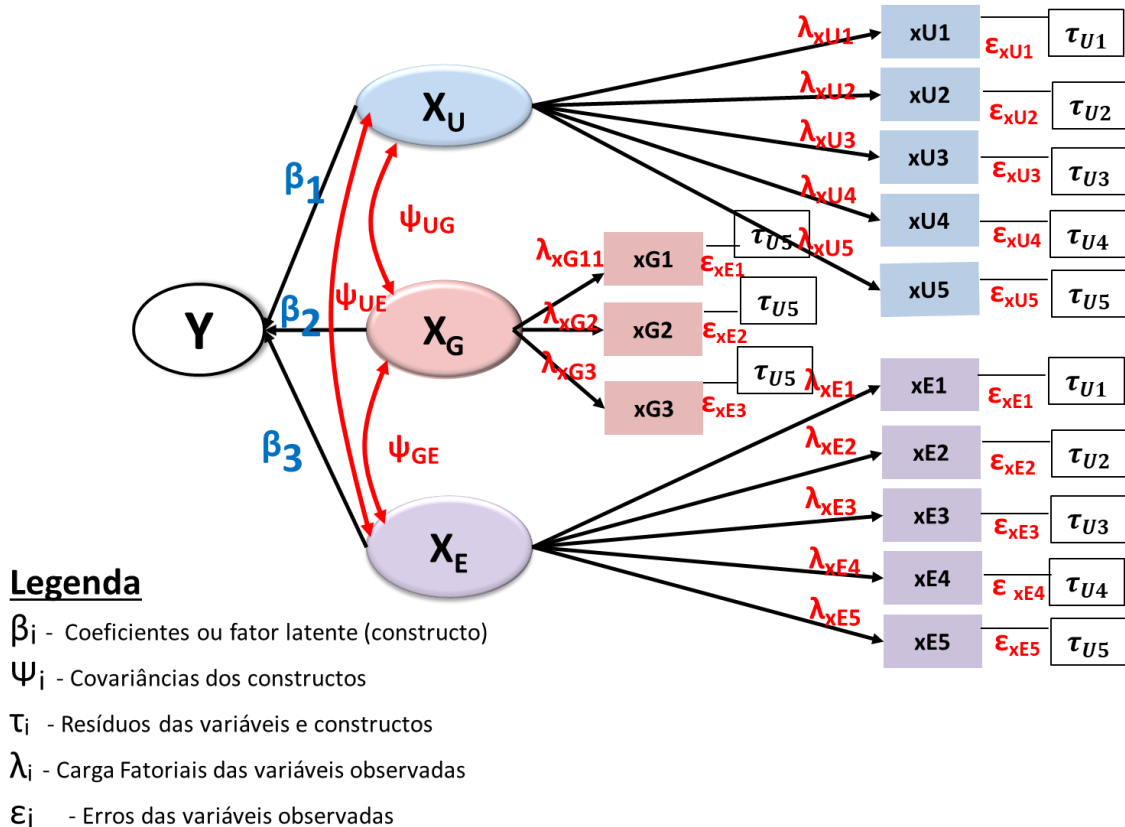 λxU1
xU1
εxU1
τU1
XU
λxU2
xU2
εxU2
τU2
λxU3
xU3
εxU3
τU3
β1
λxU4
xU4
εxU4
τU4
ψUG
λxU5
xU5
εxU5
τU5
λxG11
xG1
εxE1
τU5
Y
β2
ψUE
XG
λxG2
xG2
εxE2
τU5
λxG3
xG3
εxE3
τU5
λxE1
xE1
εxE1
τU1
β3
ψGE
λxE2
xE2
εxE2
τU2
XE
λxE3
xE3
εxE3
τU3
λxE4
xE4
εxE4
τU4
λxE5
xE5
εxE5
τU5
Legenda
βi - Coeficientes ou fator latente (constructo)
Ψi - Covariâncias dos constructos
τi - Resíduos das variáveis e constructos
λi - Carga Fatoriais das variáveis observadas
εi - Erros das variáveis observadas